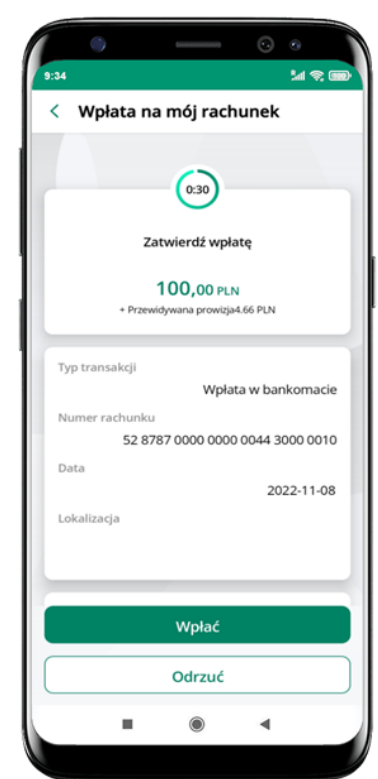 9:34
Wpłata na mój rachunek
0:30
Zatwierdź wpłatę
100,00 PLN
+ Przewidywana prowizja4.66 PLN
Typ transakcji
Wpłata w bankomacie
Numer rachunku
52 8787 0000 0000 0044 3000 0010
Data
2022-11-08
Lokalizacja
Wpłać
Odrzuć